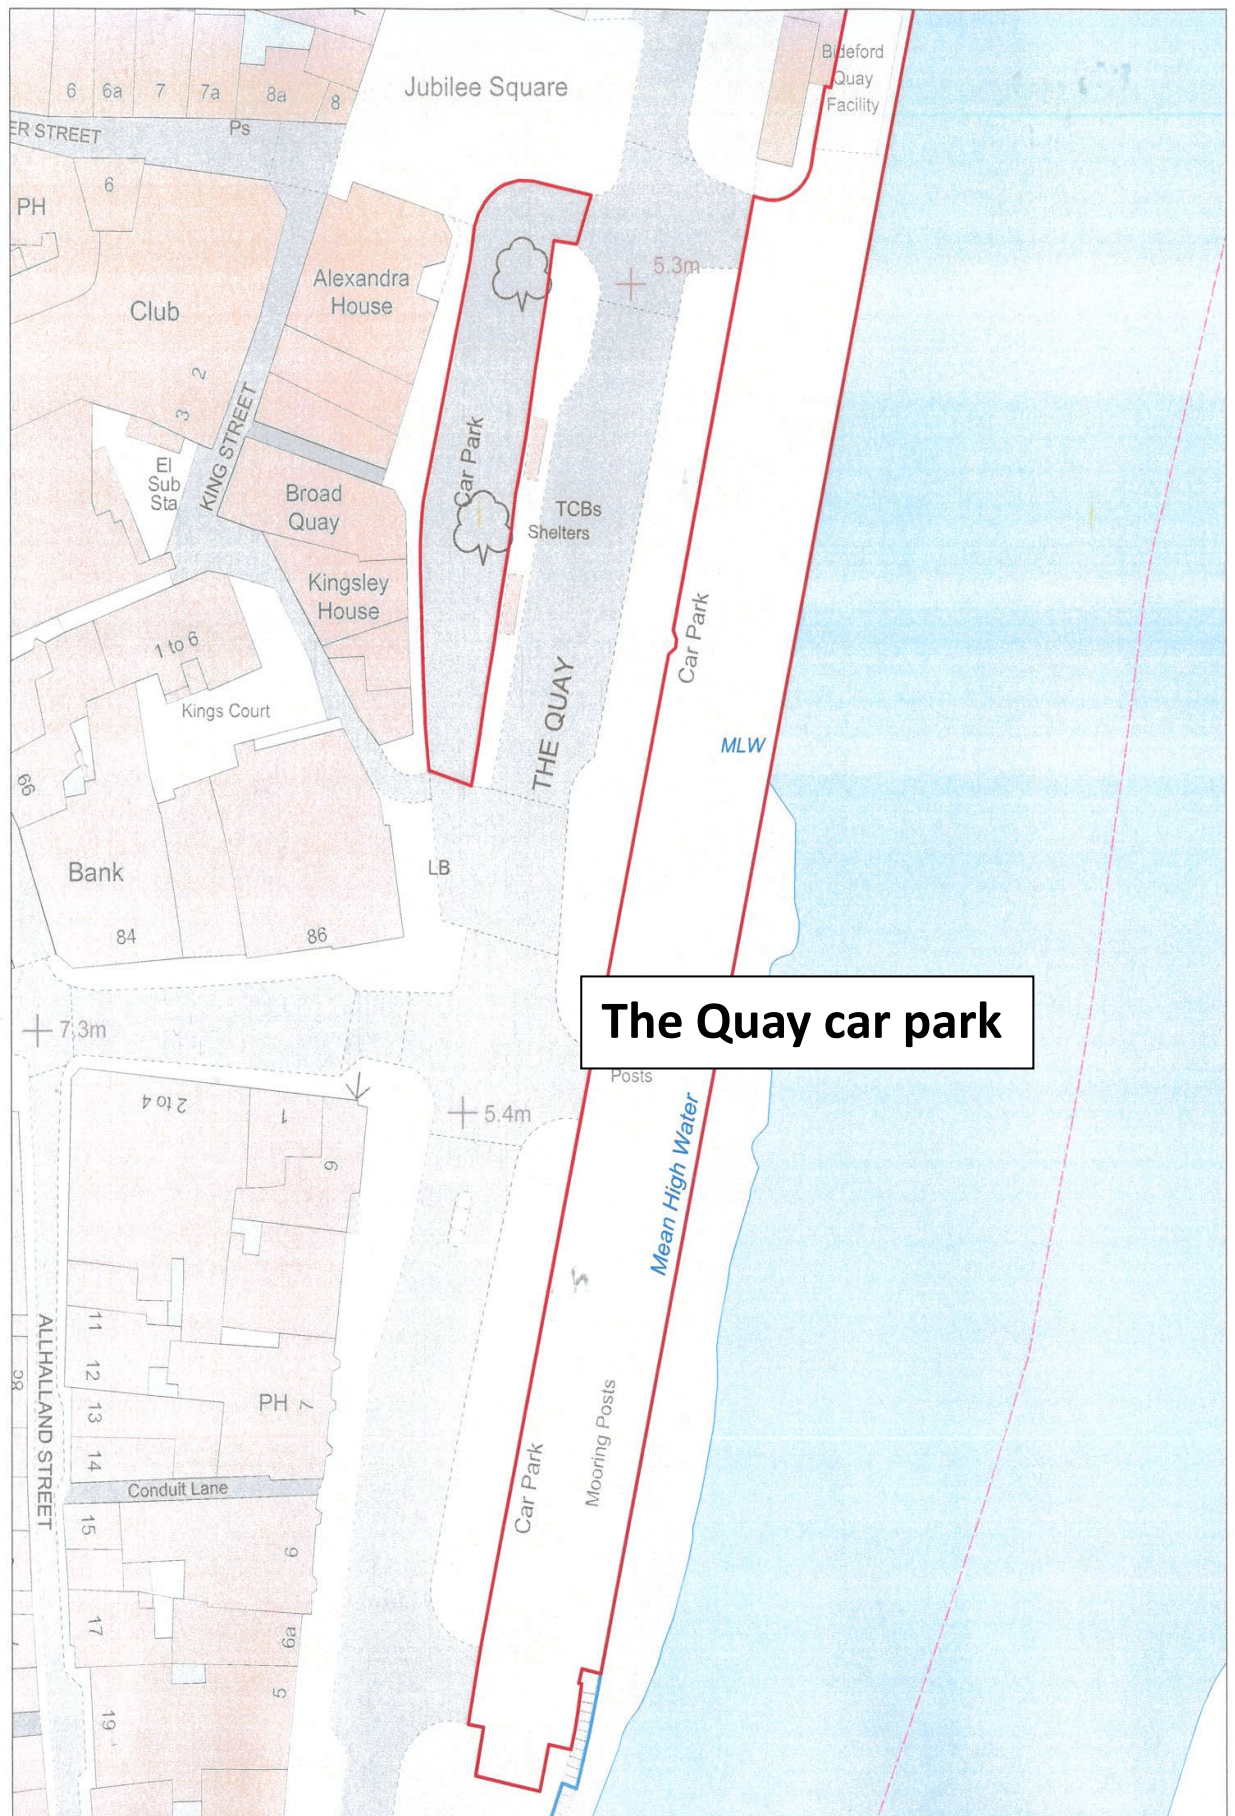 Jubilee Square
Bideford
Quay
Facility
6
6a
7
7a
8a
8
ER STREET
Ps
6
PH
Club
2
3
Alexandra
House
5.3m
KING STREET
El
Sub
Sta
Car Park
Broad
Quay
TCBs
Shelters
Kingsley
House
Car Park
1 to 6
Kings Court
THE QUAY
MLW
66
Bank
84
86
LB
The Quay car park
7.3m
Posts
5.4m
2 to 4
1
9
Mean High Water
11
12
13
14
PH
7
ALLHALLAND STREET
Mooring Posts
Car Park
Conduit Lane
15
6
17
6a
5
19